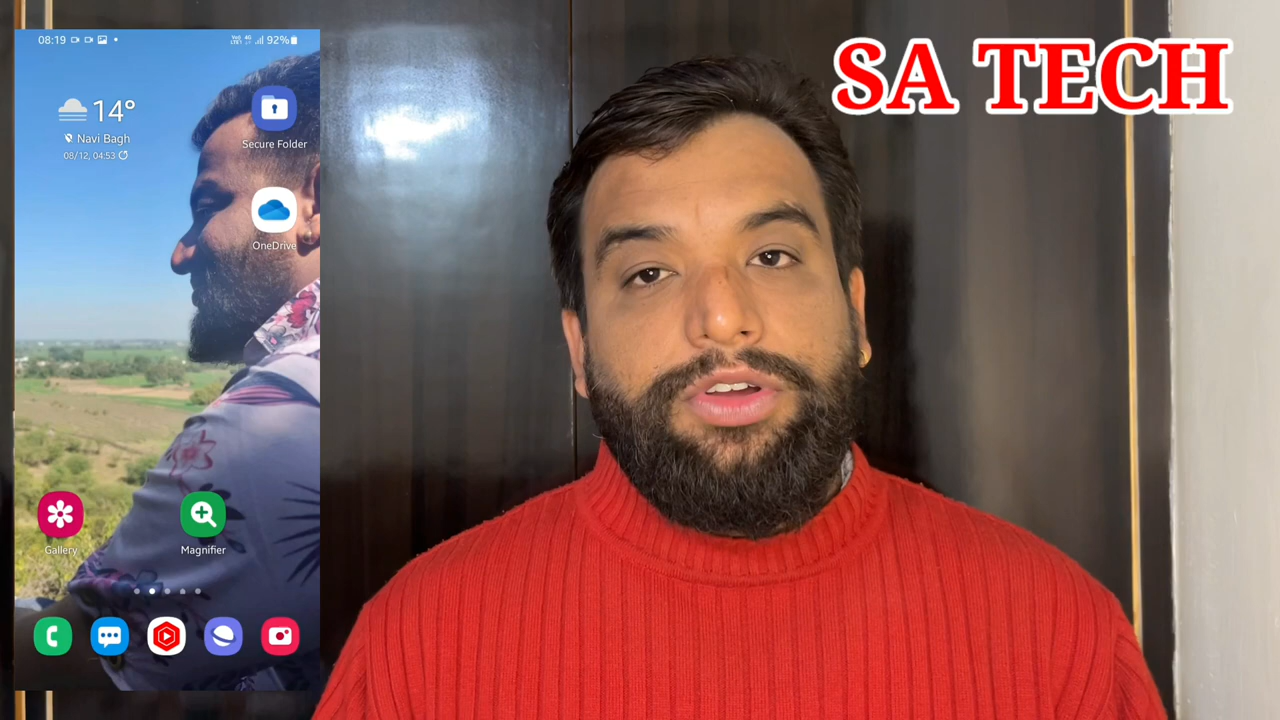 08:19
92%
SA TECH
14°
Navi Bagh
08/12, 04:53
Secure Folder
OneDrive
Gallery
Magnifier